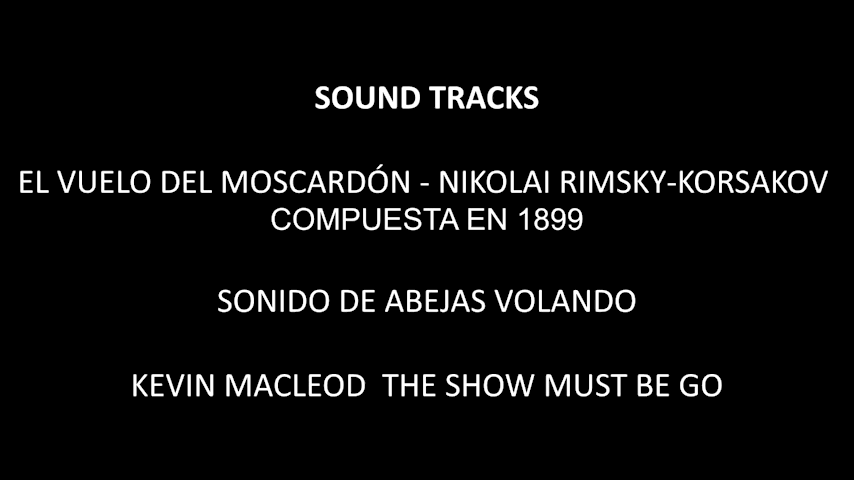 SOUND TRACKS
EL VUELO DEL MOSCARDÓN - NIKOLAI RIMSKY-KORSAKOV
COMPUESTA EN 1899
SONIDO DE ABEJAS VOLANDO
KEVIN MACLEOD  THE SHOW MUST BE GO